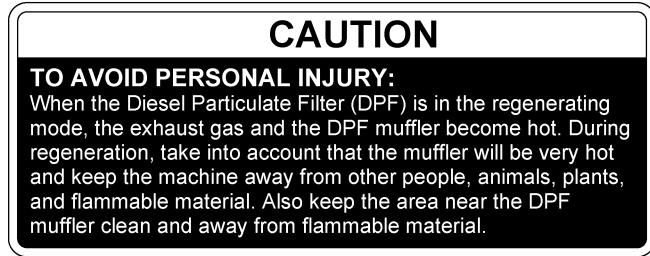 CAUTION
TO AVOID PERSONAL INJURY:
When the Diesel Particulate Filter (DPF) is in the regenerating
mode, the exhaust gas and the DPF muffler become hot. During
regeneration, take into account that the muffler will be very hot
and keep the machine away from other people, animals, plants,
and flammable material. Also keep the area near the DPF
muffler clean and away from flammable material.